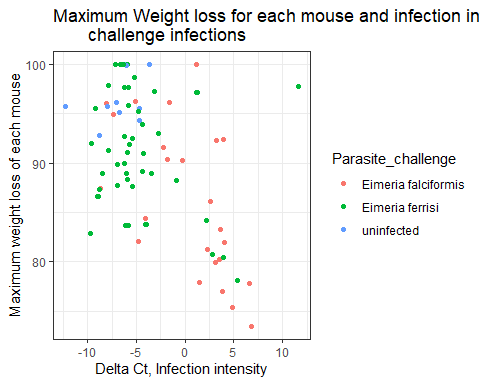 Maximum Weight loss for each mouse and infection in
challenge infections
Maximum weight loss of each mouse
100
90
80
-10
-5
0
5
10
Delta Ct, Infection intensity
Parasite_challenge
Eimeria falciformis
Eimeria ferrisi
uninfected